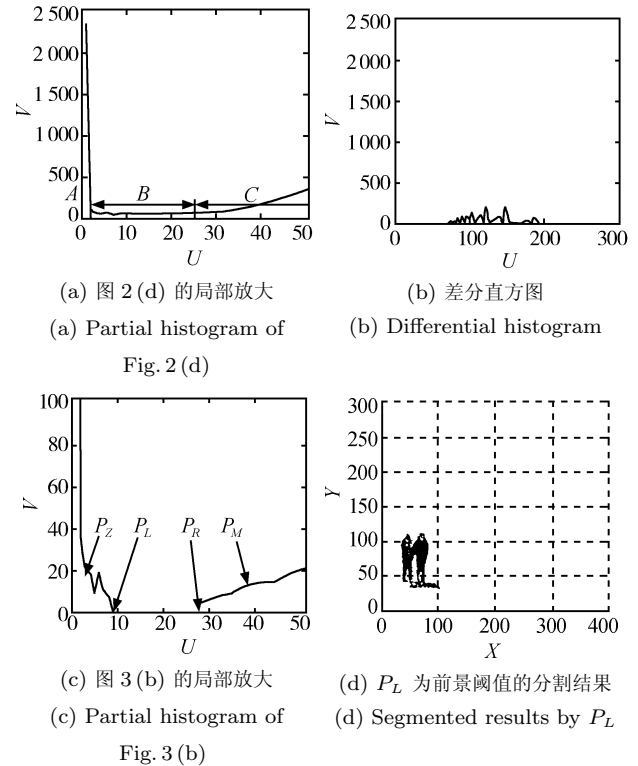 2 500
2 000
1 500
1 000
500
0
V
A
B
C
0
10
20
30
40
50
U
(a) 图 2 (d) 的局部放大
(a) Partial histogram of
Fig. 2 (d)
2 500
2 000
1 500
1 000
500
0
V
0
100
200
300
U
(b) 差分直方图
(b) Differential histogram
100
80
60
40
20
0
V
P_Z
P_L
P_R
P_M
0
10
20
30
40
50
U
(c) 图 3 (b) 的局部放大
(c) Partial histogram of
Fig. 3 (b)
300
250
200
150
100
50
0
Y
0
100
200
300
400
X
(d) P_L 为前景阈值的分割结果
(d) Segmented results by P_L